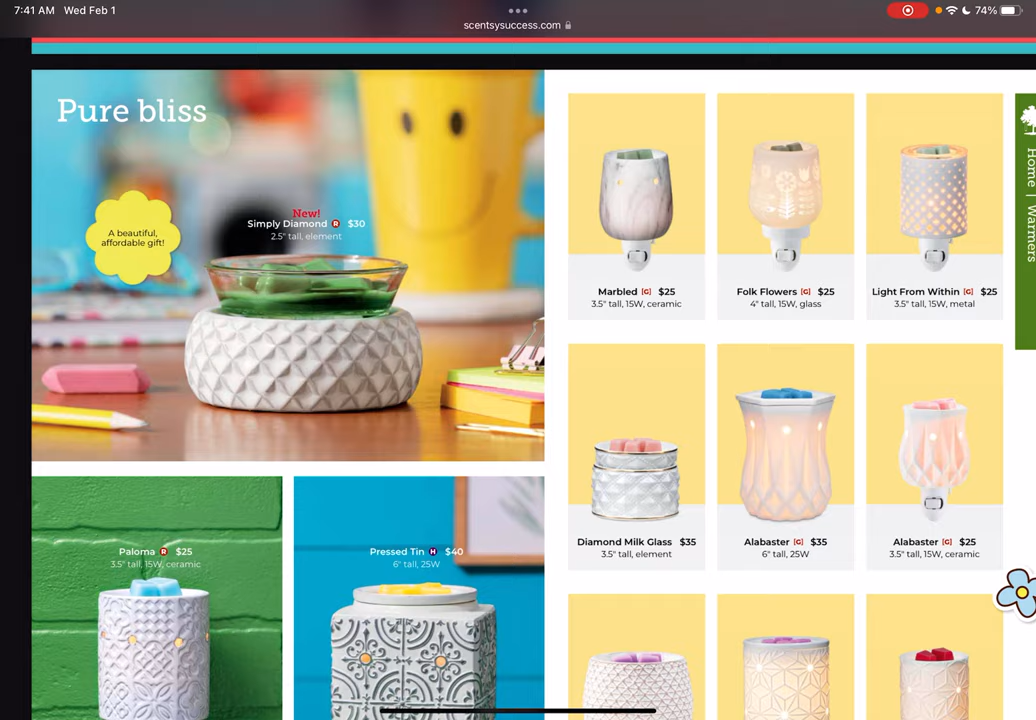 7:41 AM Wed Feb 1
74%
scentsysuccess.com
Pure bliss
A beautiful,
affordable gift!
New!
Simply Diamond R $30
2.5" tall, element
Marbled [G] $25
3.5" tall, 15W, ceramic
Folk Flowers [G] $25
4" tall, 15W, glass
Light From Within [G] $25
3.5" tall, 15W, metal
Home | Warmers
Diamond Milk Glass $35
3.5" tall, element
Alabaster [G] $35
6" tall, 25W
Alabaster [G] $25
3.5" tall, 15W, ceramic
Paloma R $25
3.5" tall, 15W, ceramic
Pressed Tin H $40
6" tall, 25W